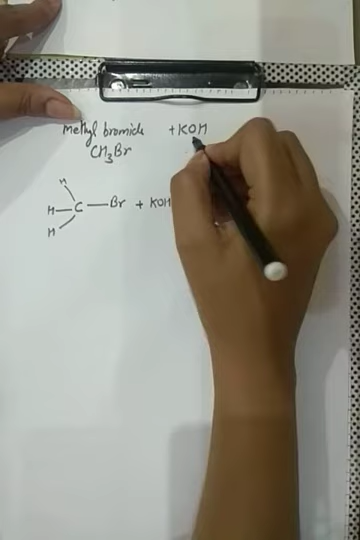 Methyl bromide + KOH
CH₃Br
H
H — C — Br + KOH
H